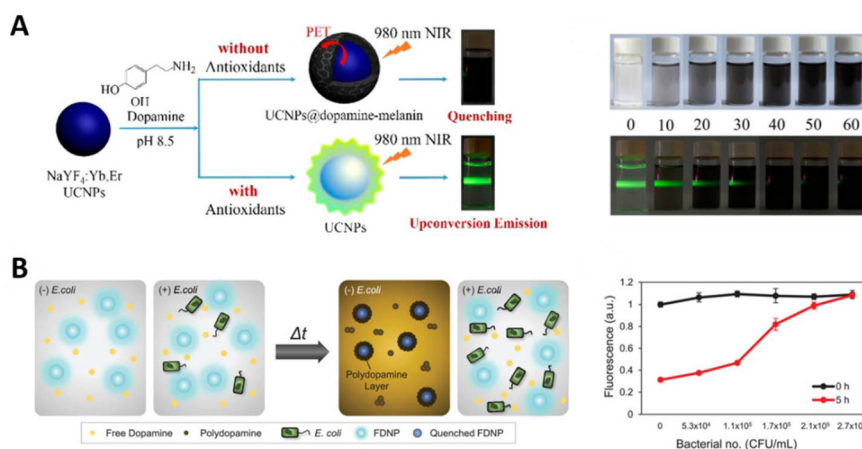 A
without
Antioxidants
PET
980 nm NIR
HO
NH2
OH
Dopamine
pH 8.5
NaYF4:Yb,Er
UCNPs
UCNPs@dopamine-melanin
Quenching
with
Antioxidants
980 nm NIR
UCNPs
Upconversion Emission
0 10 20 30 40 50 60
B
(-) E.coli
(+) E.coli
Δt
(-) E.coli
Polydopamine
Layer
(+) E.coli
Free Dopamine Polydopamine E. coli FDNP Quenched FDNP
Fluorescence (a.u.)
1.2
1
0.8
0.6
0.4
0.2
0
0 h
5 h
0 5.3x10⁴ 1.1x10⁵ 1.7x10⁵ 2.1x10⁵ 2.7x10
Bacterial no. (CFU/mL)